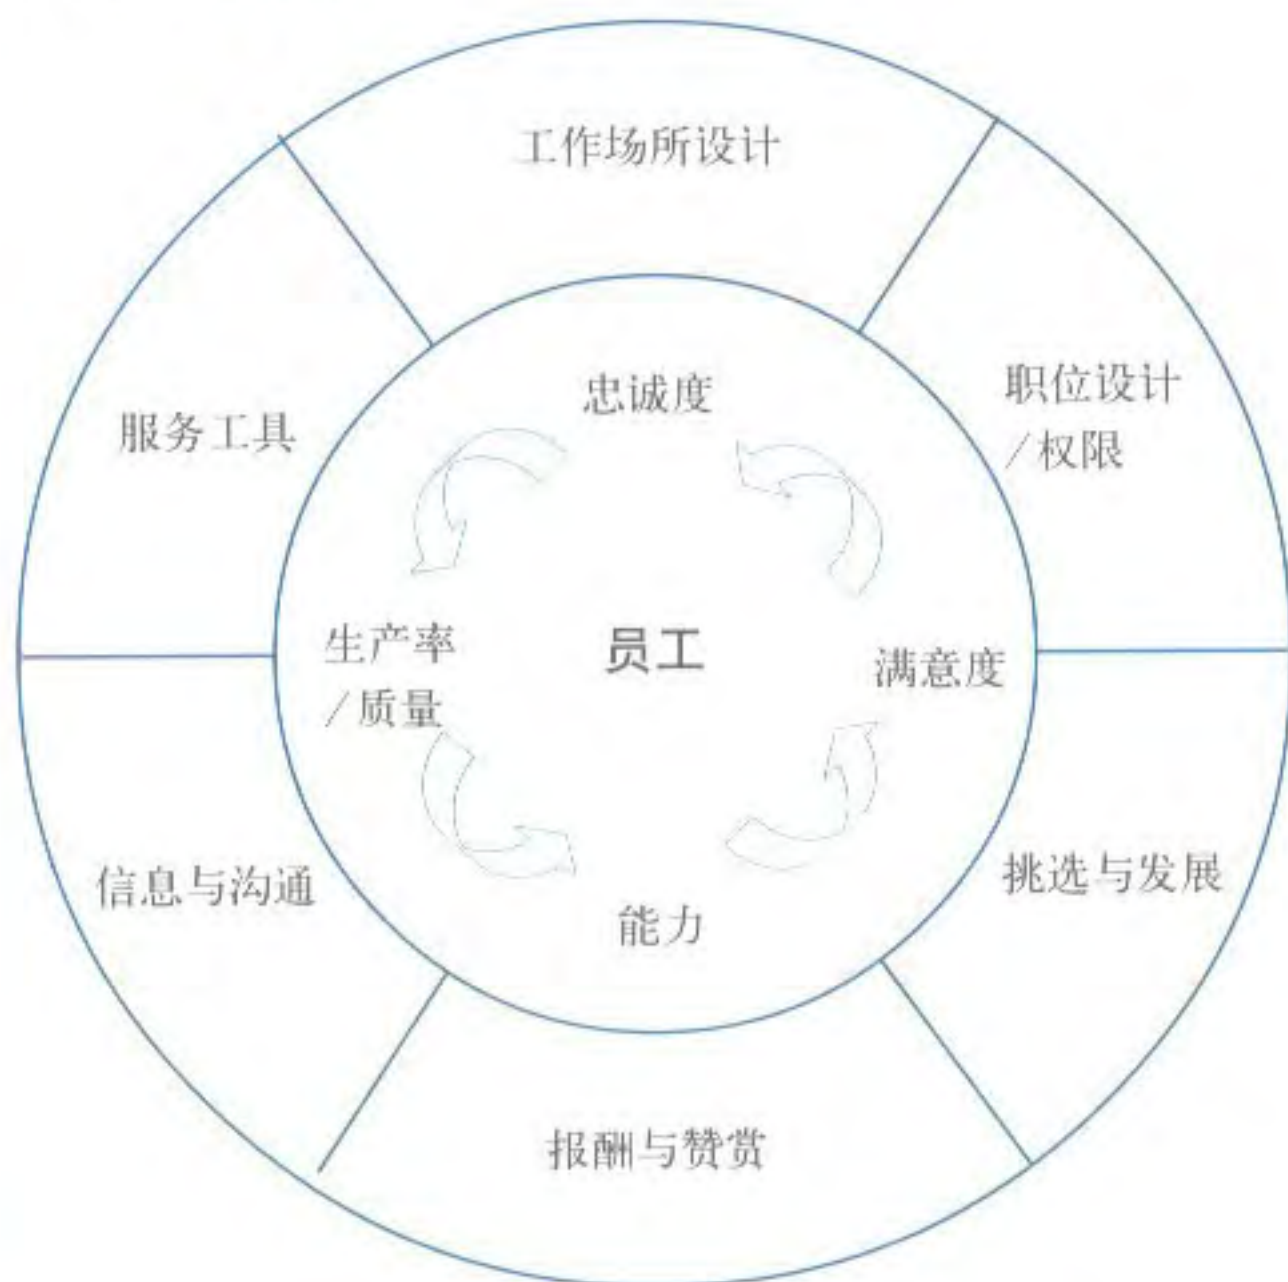 工作场所设计
职位设计
/权限
服务工具
忠诚度
生产率
/质量
员工
满意度
信息与沟通
挑选与发展
能力
报酬与赞赏